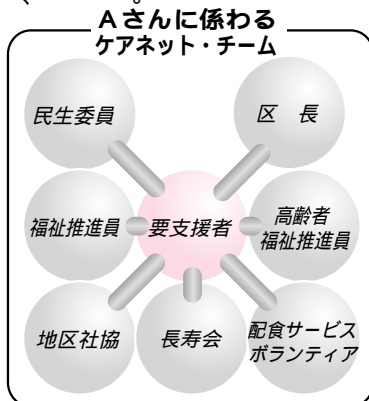 Aさんに係わる
ケアネット・チーム
民生委員
区　長
福祉推進員
要支援者
高齢者
福祉推進員
地区社協
長寿会
配食サービス
ボランティア